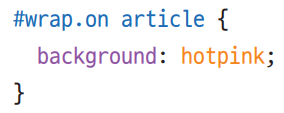 #wrap.on article {
  background: hotpink;
}